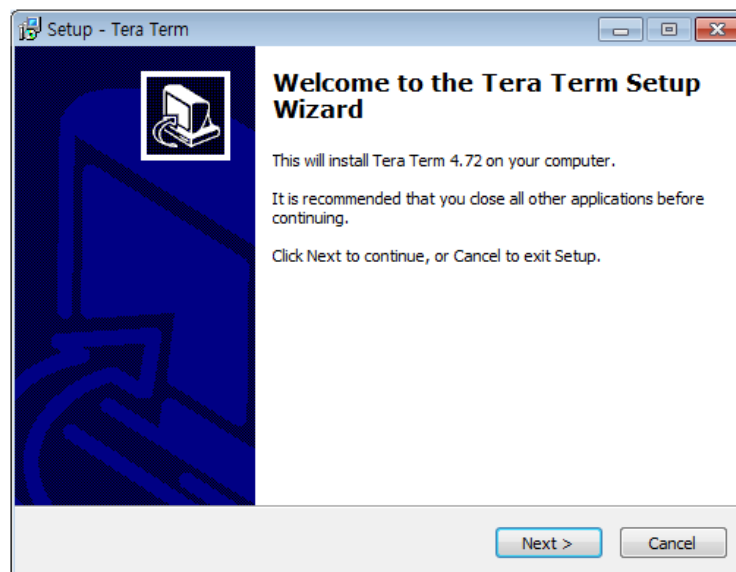 Setup - Tera Term
Welcome to the Tera Term Setup
Wizard
This will install Tera Term 4.72 on your computer.
It is recommended that you close all other applications before
continuing.
Click Next to continue, or Cancel to exit Setup.
Next >
Cancel